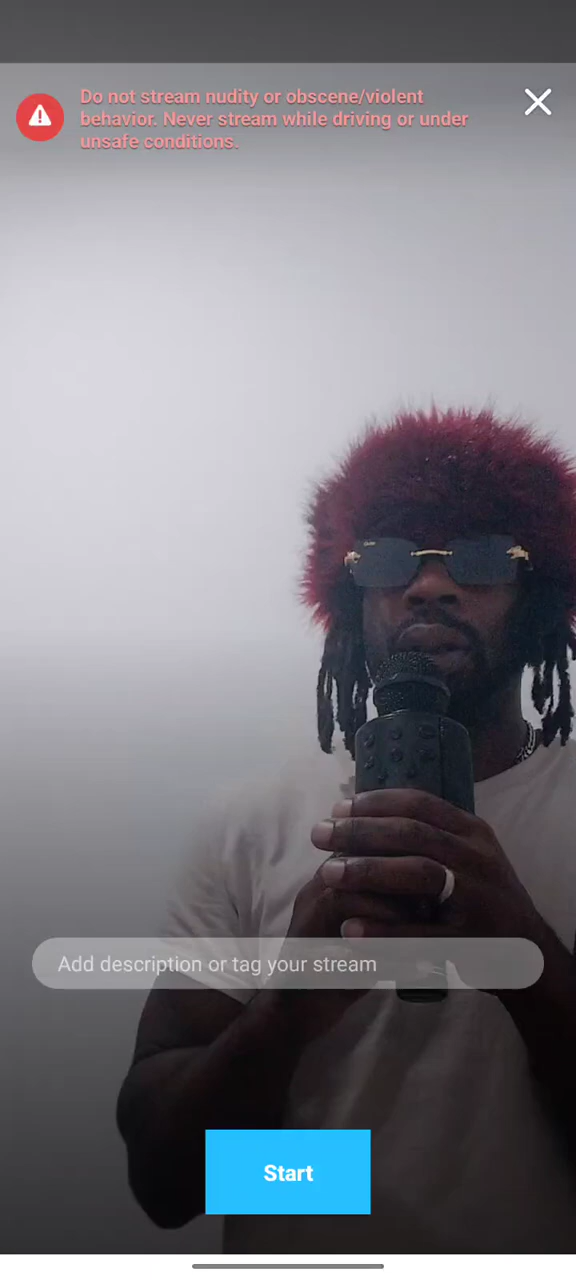 Do not stream nudity or obscene/violent
behavior. Never stream while driving or under
unsafe conditions.
Add description or tag your stream
Start